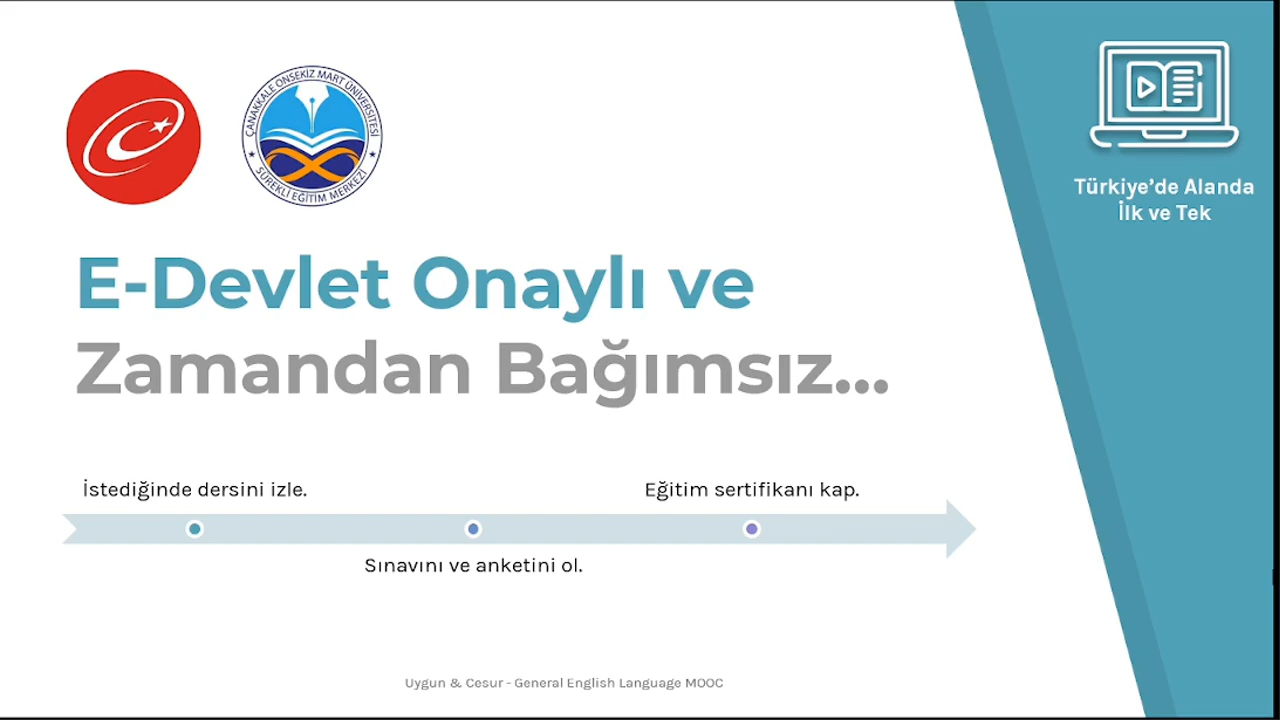 ÇANAKKALE ONSEKİZ MART ÜNİVERSİTESİ
SÜREKLİ EĞİTİM MERKEZİ
Türkiye’de Alanda
İlk ve Tek
E-Devlet Onaylı ve
Zamandan Bağımsız...
İstediğinde dersini izle.
Eğitim sertifikanı kap.
Sınavını ve anketini ol.
Uygun & Cesur - General English Language MOOC